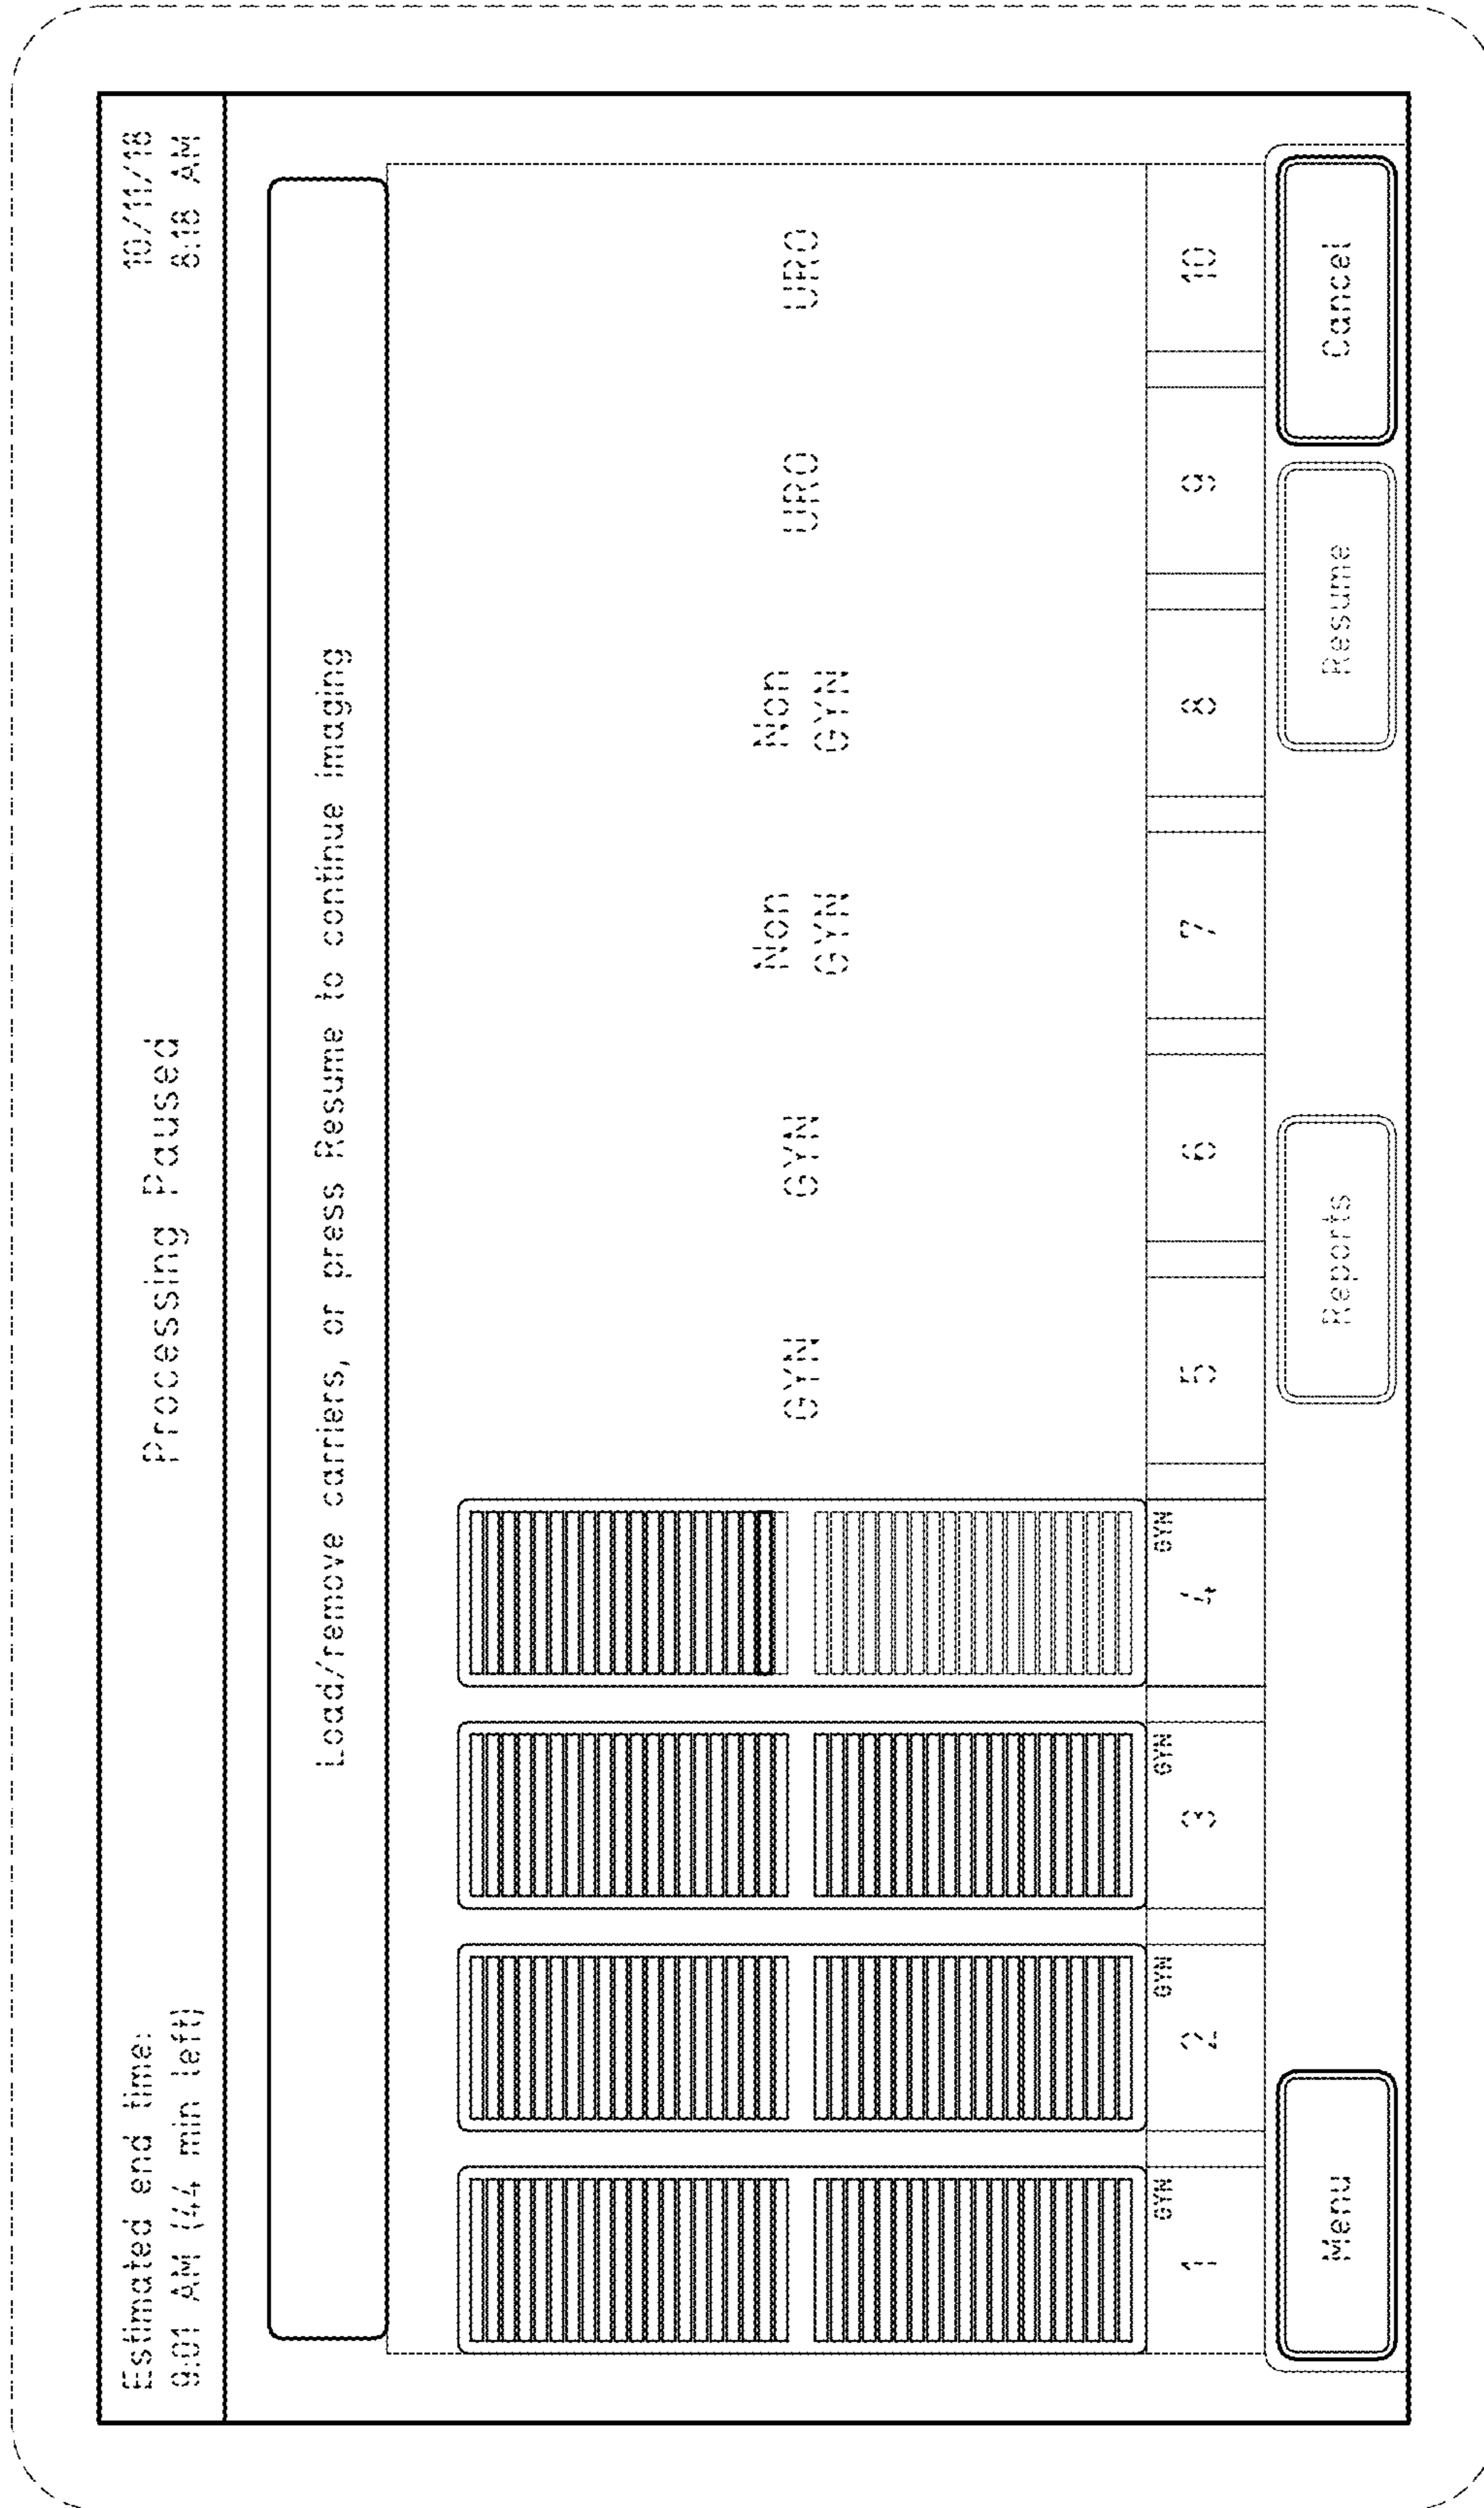 Estimated end time:
9:01 AM (44 min left)
Processing Paused
10/11/18
8:18 AM
Load/remove carriers, or press Resume to continue imaging
GYN
GYN
Non
GYN
Non
GYN
URO
URO
GYN
GYN
GYN
GYN
1
2
3
4
5
6
7
8
9
10
Menu
Reports
Resume
Cancel